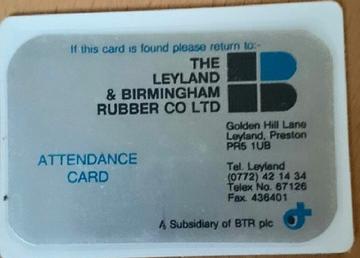 If this card is found please return to:-
THE
LEYLAND
& BIRMINGHAM
RUBBER CO LTD
Golden Hill Lane
Leyland, Preston
PR5 1UB
ATTENDANCE
CARD
Tel. Leyland
(0772) 42 14 34
Telex No. 67126
Fax. 436401
A Subsidiary of BTR plc